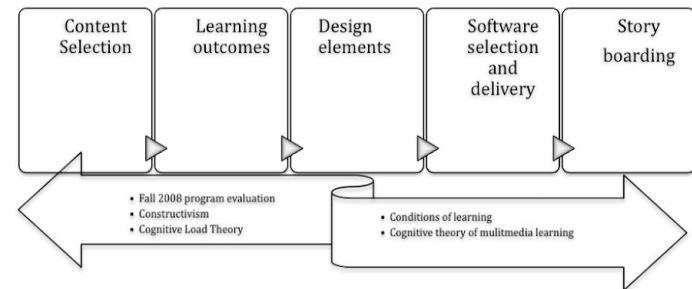 Content
Selection
Learning
outcomes
Design
elements
Software
selection
and
delivery
Story
boarding
• Fall 2008 program evaluation
• Constructivism
• Cognitive Load Theory
• Conditions of learning
• Cognitive theory of mulitmedia learning